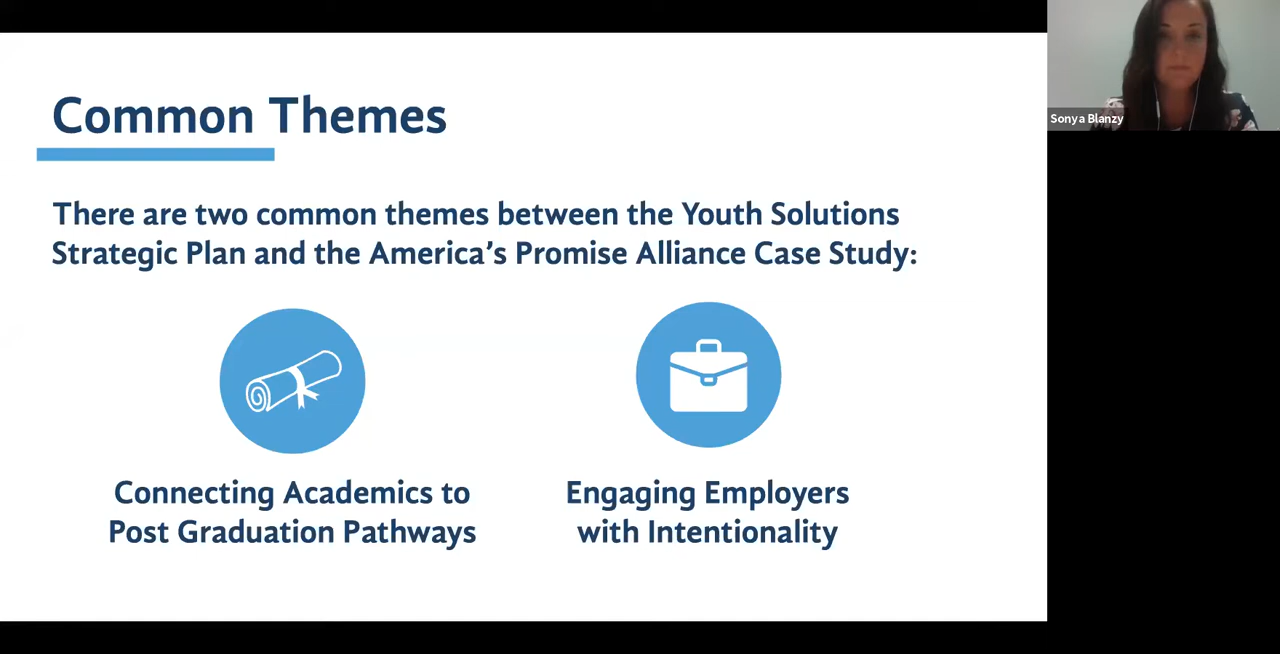 Common Themes
There are two common themes between the Youth Solutions
Strategic Plan and the America’s Promise Alliance Case Study:
Connecting Academics to
Post Graduation Pathways
Engaging Employers
with Intentionality
Sonya Blanzy